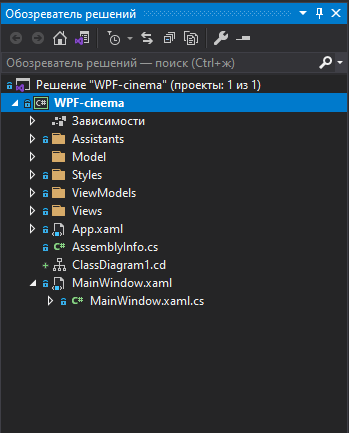 Обозреватель решений
Обозреватель решений — поиск (Ctrl+ж)
Решение "WPF-cinema" (проекты: 1 из 1)
C# WPF-cinema
Зависимости
Assistants
Model
Styles
ViewModels
Views
App.xaml
C# AssemblyInfo.cs
ClassDiagram1.cd
MainWindow.xaml
C# MainWindow.xaml.cs